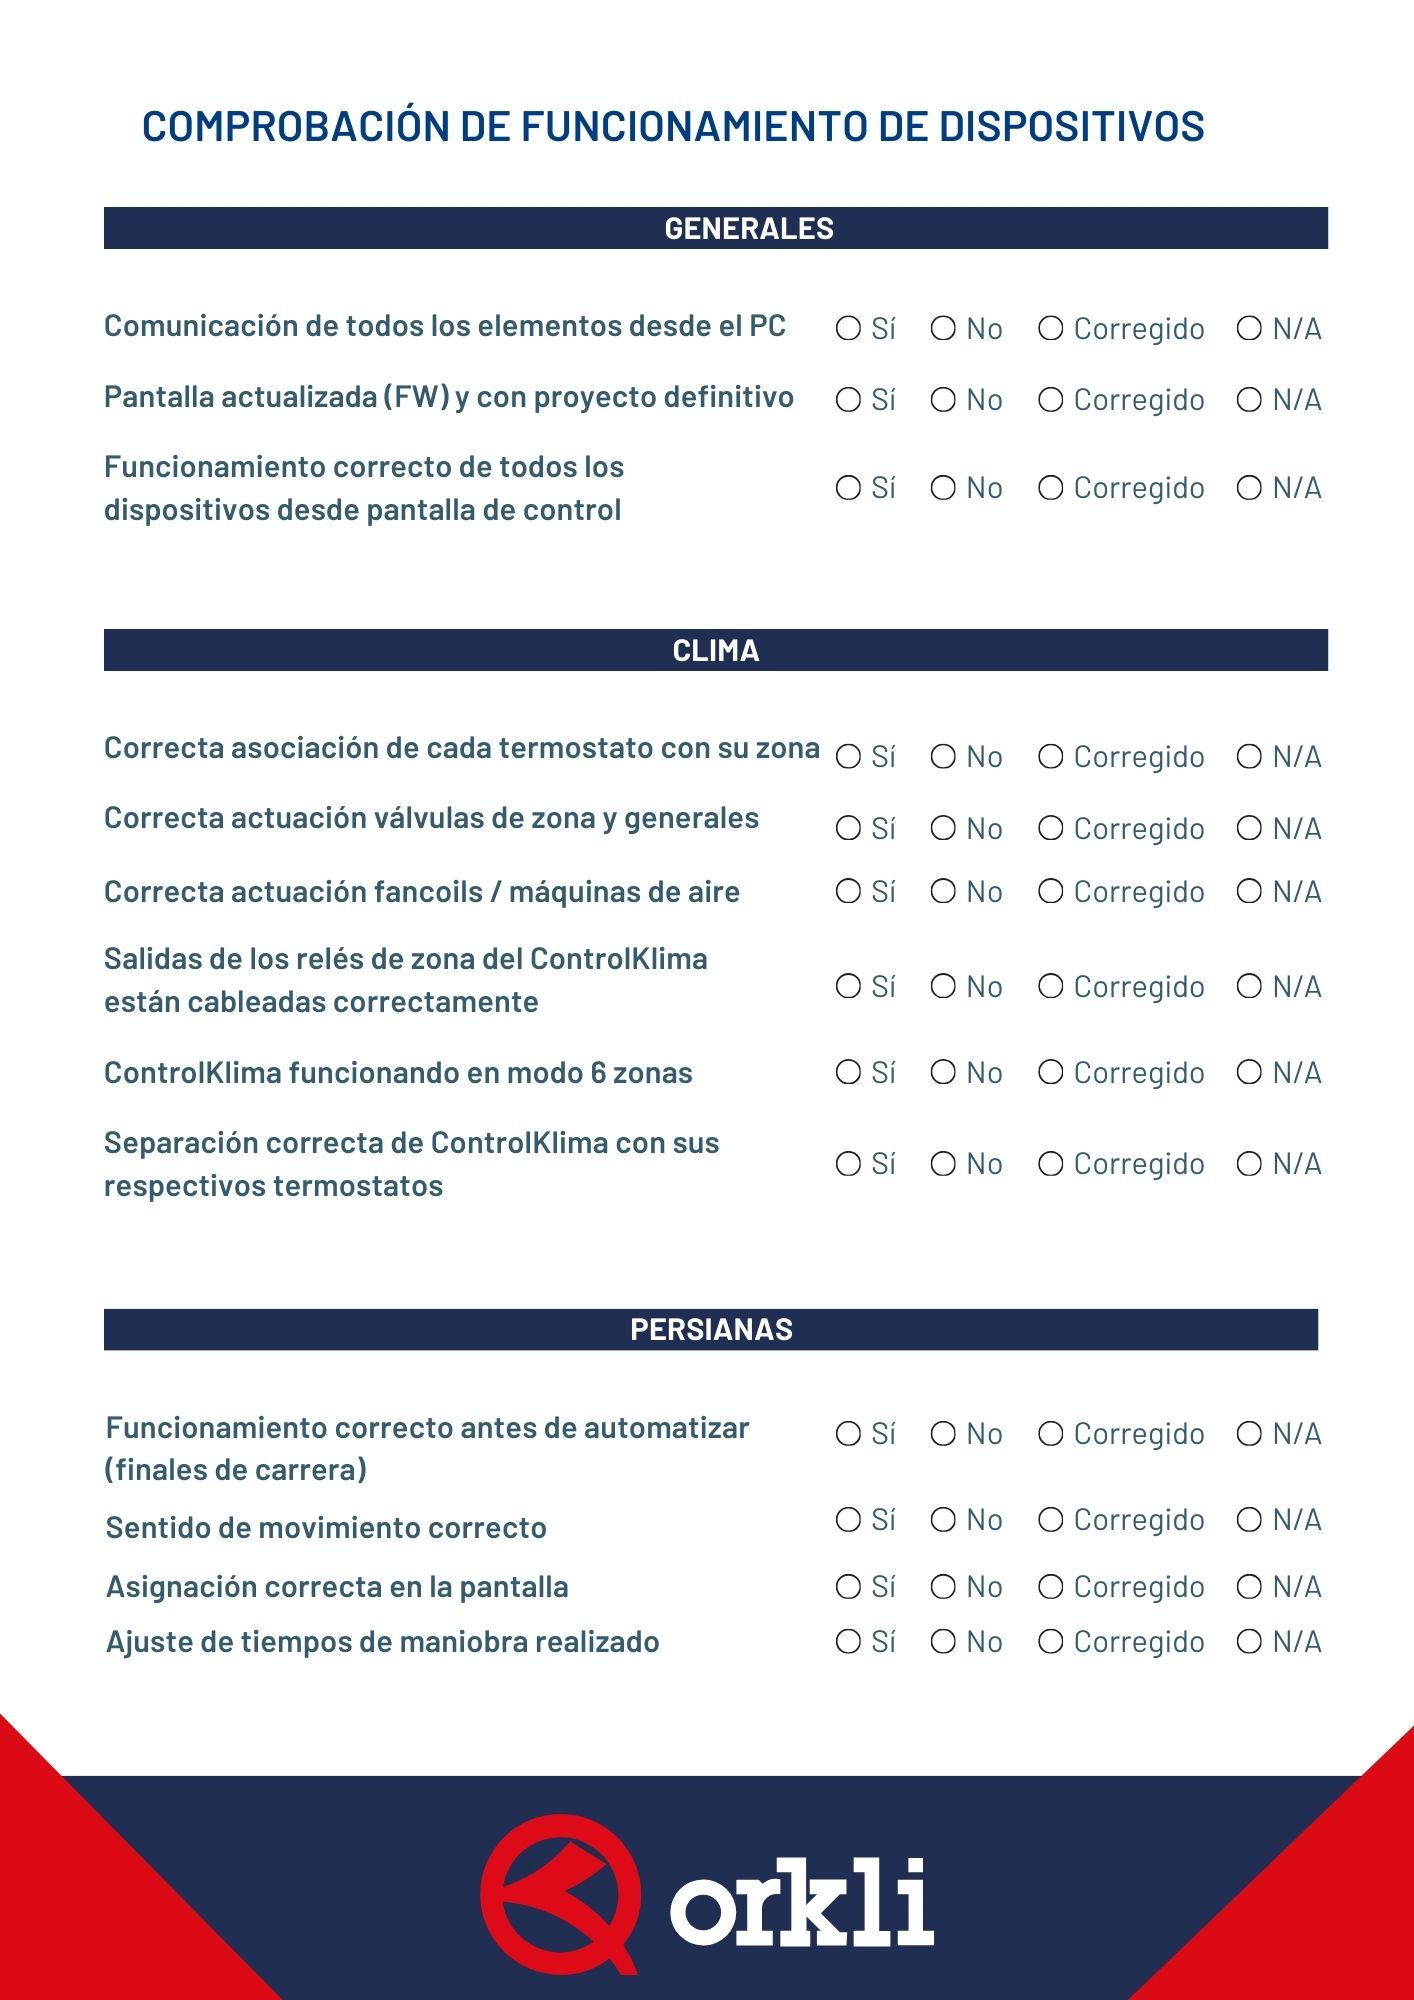 COMPROBACIÓN DE FUNCIONAMIENTO DE DISPOSITIVOS
GENERALES
Comunicación de todos los elementos desde el PC Sí No Corregido N/A
Pantalla actualizada (FW) y con proyecto definitivo Sí No Corregido N/A
Funcionamiento correcto de todos los
dispositivos desde pantalla de control Sí No Corregido N/A
CLIMA
Correcta asociación de cada termostato con su zona Sí No Corregido N/A
Correcta actuación válvulas de zona y generales Sí No Corregido N/A
Correcta actuación fancoils / máquinas de aire Sí No Corregido N/A
Salidas de los relés de zona del ControlKlima
están cableadas correctamente Sí No Corregido N/A
ControlKlima funcionando en modo 6 zonas Sí No Corregido N/A
Separación correcta de ControlKlima con sus
respectivos termostatos Sí No Corregido N/A
PERSIANAS
Funcionamiento correcto antes de automatizar
(finales de carrera) Sí No Corregido N/A
Sentido de movimiento correcto Sí No Corregido N/A
Asignación correcta en la pantalla Sí No Corregido N/A
Ajuste de tiempos de maniobra realizado Sí No Corregido N/A
orkli